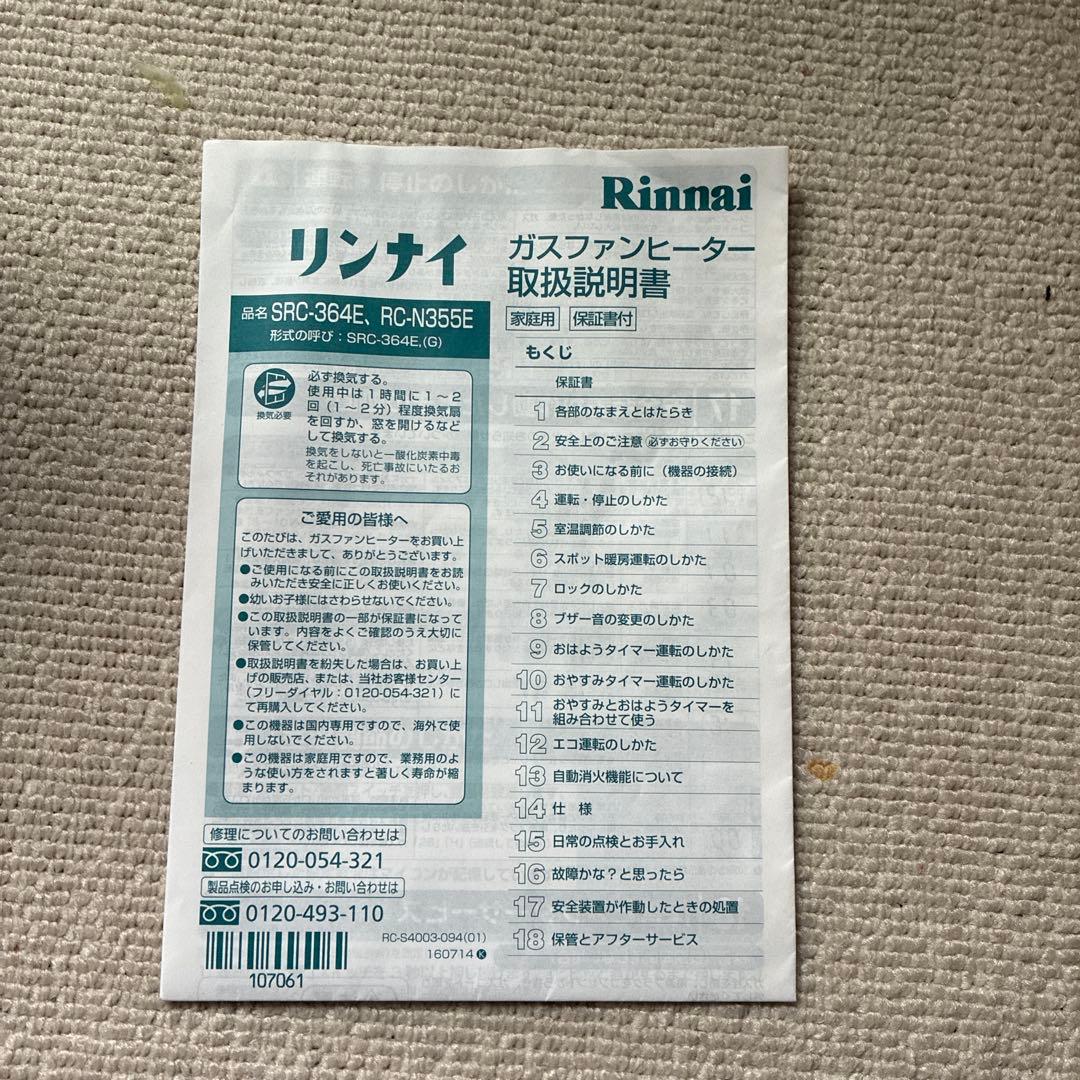 Rinnai
リンナイ
ガスファンヒーター
取扱説明書
家庭用 保証書付
品名 SRC-364E、RC-N355E
形式の呼び:SRC-364E,(G)
換気必要
必ず換気する。
使用中は1時間に1~2
回(1~2分)程度換気扇
を回すか、窓を開けるなど
して換気する。
換気をしないと一酸化炭素中毒
を起こし、死亡事故にいたるお
それがあります。
ご愛用の皆様へ
このたびは、ガスファンヒーターをお買い上
げいただきまして、ありがとうございます。
●ご使用になる前にこの取扱説明書をお読
みいただき安全に正しくお使いください。
●幼いお子様にはさわらせないでください。
●この取扱説明書の一部が保証書になって
います。内容をよくご確認のうえ大切に
保管してください。
●取扱説明書を紛失した場合は、お買い上
げの販売店、または、当社お客様センター
(フリーダイヤル:0120-054-321)に
て再購入してください。
●この機器は国内専用ですので、海外で使
用しないでください。
●この機器は家庭用ですので、業務用のよ
うな使い方をされますと著しく寿命が縮
まります。
修理についてのお問い合わせは
0120-054-321
製品点検のお申し込み・お問い合わせは
0120-493-110
107061
RC-S4003-094(01)
160714 K
もくじ
保証書
1 各部のなまえとはたらき
2 安全上のご注意 必ずお守りください
3 お使いになる前に(機器の接続)
4 運転・停止のしかた
5 室温調節のしかた
6 スポット暖房運転のしかた
7 ロックのしかた
8 ブザー音の変更のしかた
9 おはようタイマー運転のしかた
10 おやすみタイマー運転のしかた
11 おやすみとおはようタイマーを
組み合わせて使う
12 エコ運転のしかた
13 自動消火機能について
14 仕 様
15 日常の点検とお手入れ
16 故障かな?と思ったら
17 安全装置が作動したときの処置
18 保管とアフターサービス